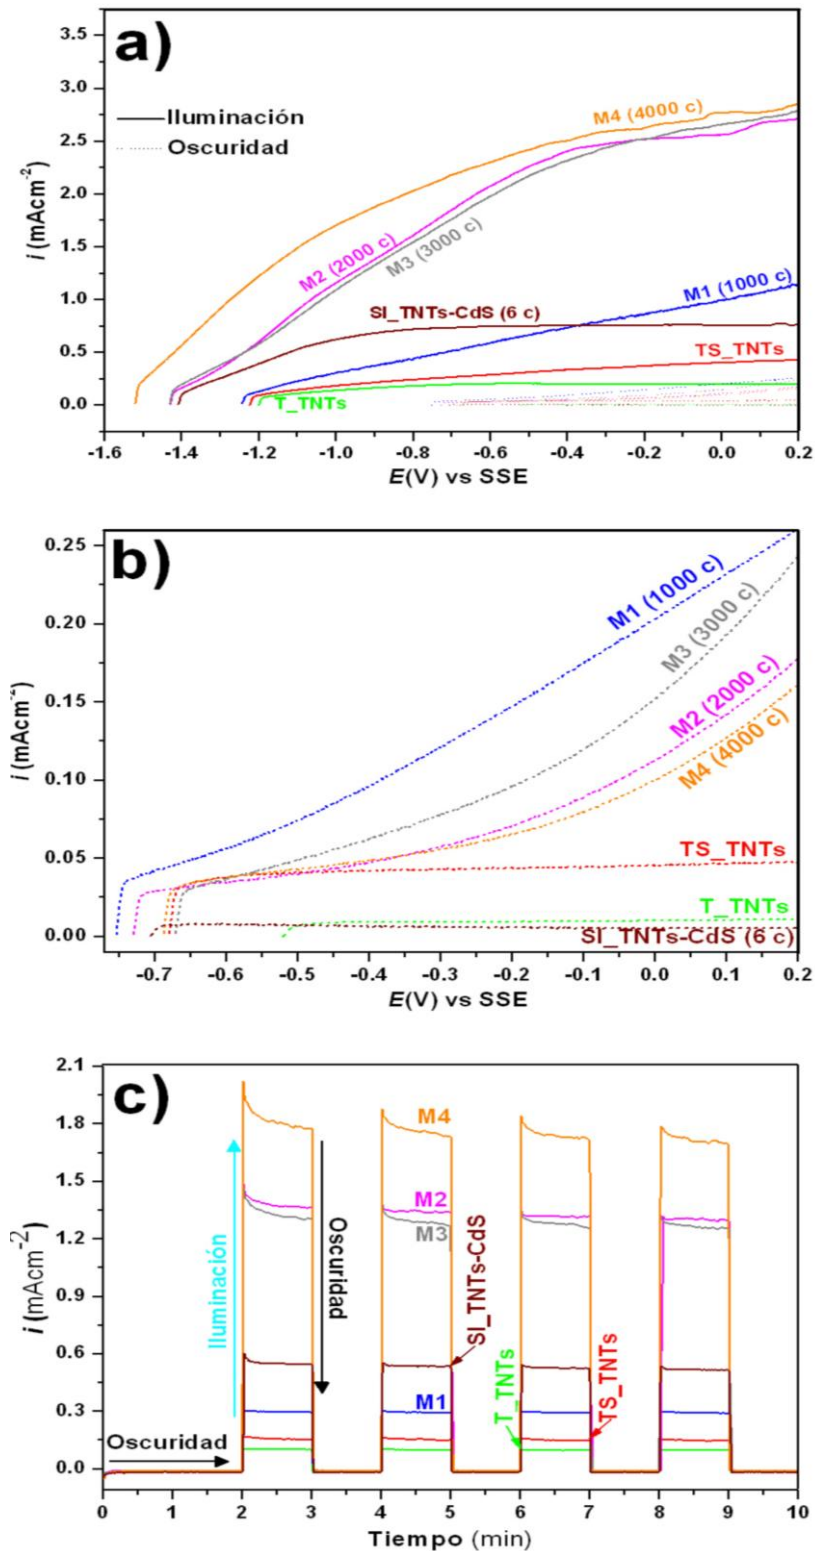 a)
Iluminación
Oscuridad
M4 (4000 c)
M2 (2000 c)
M3 (3000 c)
M1 (1000 c)
SI_TNTs-CdS (6 c)
TS_TNTs
T_TNTs
i (mAcm-2)
3.5
3.0
2.5
2.0
1.5
1.0
0.5
0.0
-1.6 -1.4 -1.2 -1.0 -0.8 -0.6 -0.4 -0.2 0.0 0.2
E(V) vs SSE
b)
M1 (1000 c)
M3 (3000 c)
M2 (2000 c)
M4 (4000 c)
TS_TNTs
T_TNTs
SI_TNTs-CdS (6 c)
i (mAcm-2)
0.25
0.20
0.15
0.10
0.05
0.00
-0.7 -0.6 -0.5 -0.4 -0.3 -0.2 -0.1 0.0 0.1 0.2
E(V) vs SSE
c)
M4
M2
M3
Iluminación
Oscuridad
SI_TNTs-CdS
M1
T_TNTs
TS_TNTs
Oscuridad
i (mAcm-2)
2.1
1.8
1.5
1.2
0.9
0.6
0.3
0.0
0 1 2 3 4 5 6 7 8 9 10
Tiempo (min)